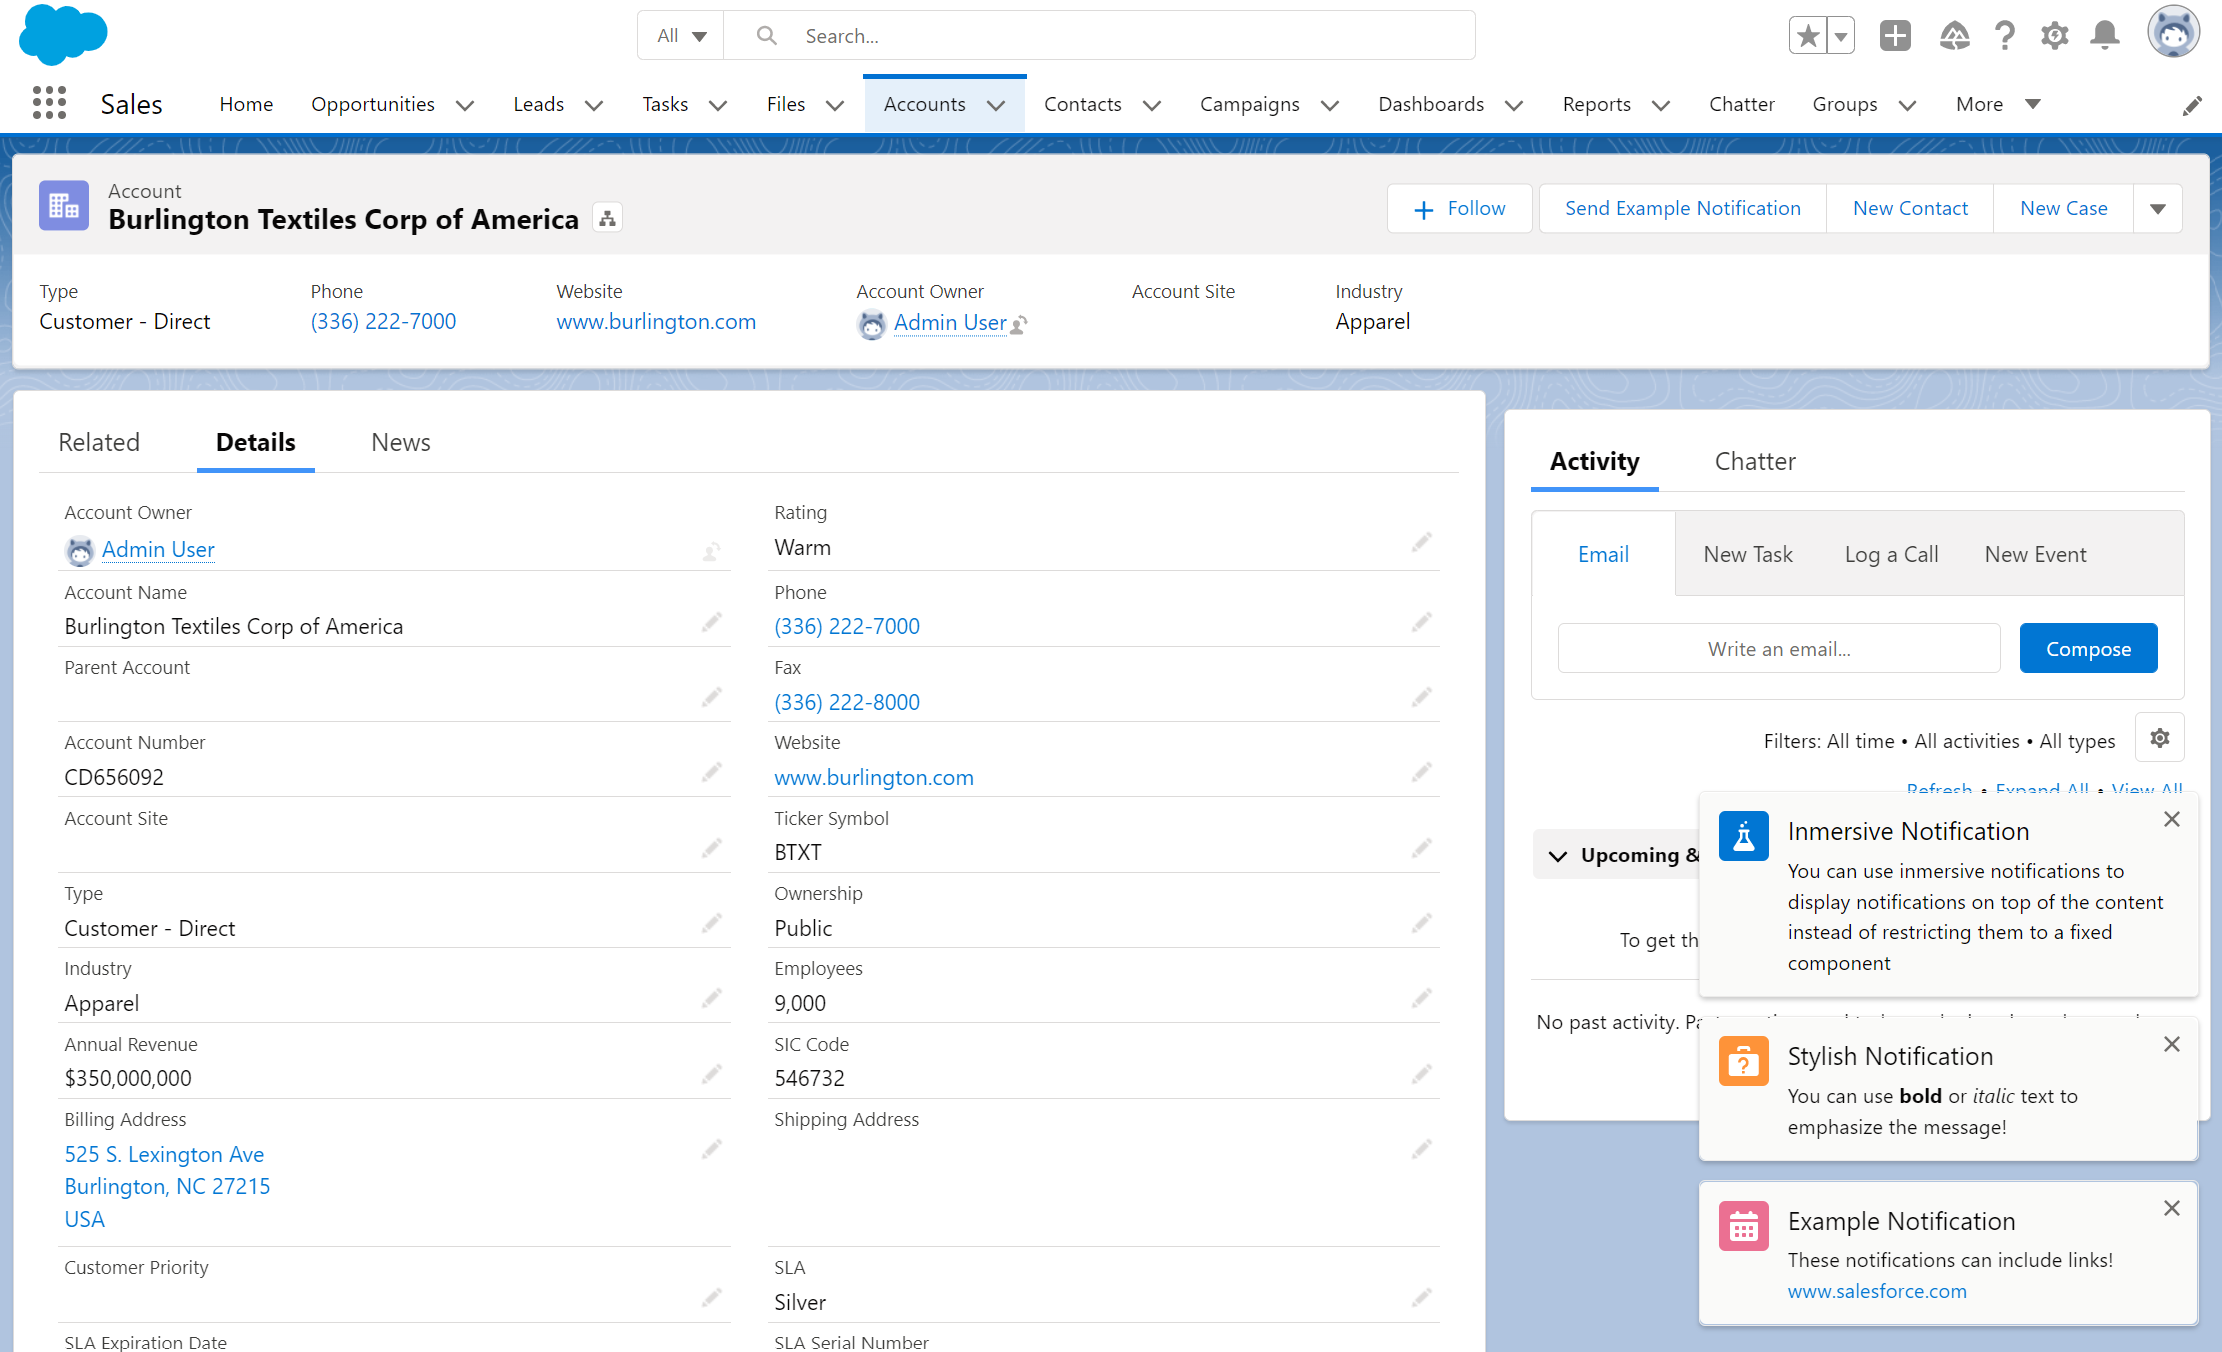 All
Search...
Sales
Home
Opportunities
Leads
Tasks
Files
Accounts
Contacts
Campaigns
Dashboards
Reports
Chatter
Groups
More
Account
Burlington Textiles Corp of America
Follow
Send Example Notification
New Contact
New Case
Type
Customer - Direct
Phone
(336) 222-7000
Website
www.burlington.com
Account Owner
Admin User
Account Site
Industry
Apparel
Related
Details
News
Account Owner
Admin User
Rating
Warm
Account Name
Burlington Textiles Corp of America
Phone
(336) 222-7000
Parent Account
Fax
(336) 222-8000
Account Number
CD656092
Website
www.burlington.com
Account Site
Ticker Symbol
BTXT
Type
Customer - Direct
Ownership
Public
Industry
Apparel
Employees
9,000
Annual Revenue
$350,000,000
SIC Code
546732
Billing Address
525 S. Lexington Ave
Burlington, NC 27215
USA
Shipping Address
Customer Priority
SLA
Silver
SLA Expiration Date
SLA Serial Number
Activity
Chatter
Email
New Task
Log a Call
New Event
Write an email...
Compose
Filters: All time • All activities • All types
Refresh • Expand All • View All
Upcoming &
To get th
No past activity.
Inmersive Notification
You can use inmersive notifications to
display notifications on top of the content
instead of restricting them to a fixed
component
Stylish Notification
You can use bold or italic text to
emphasize the message!
Example Notification
These notifications can include links!
www.salesforce.com